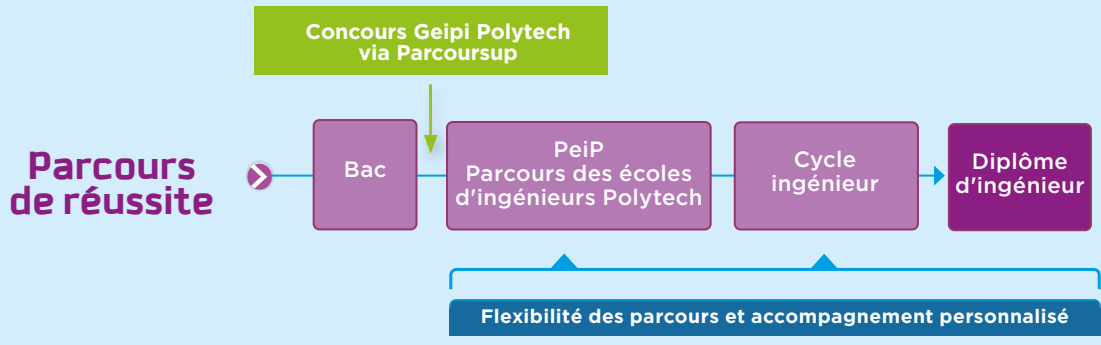 Concours Geipi Polytech
via Parcoursup
Parcours
de réussite
Bac
PeiP
Parcours des écoles
d'ingénieurs Polytech
Cycle
ingénieur
Diplôme
d'ingénieur
Flexibilité des parcours et accompagnement personnalisé